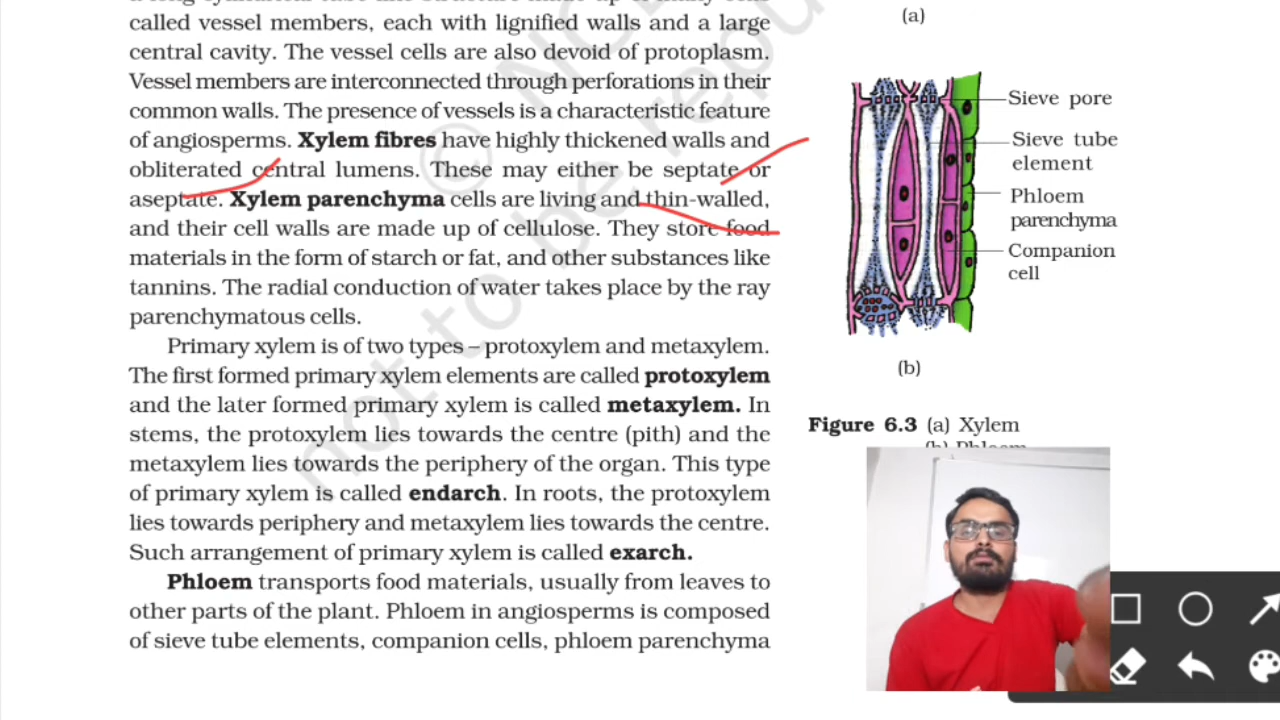 called vessel members, each with lignified walls and a large
central cavity. The vessel cells are also devoid of protoplasm.
Vessel members are interconnected through perforations in their
common walls. The presence of vessels is a characteristic feature
of angiosperms. Xylem fibres have highly thickened walls and
obliterated central lumens. These may either be septate or
aseptate. Xylem parenchyma cells are living and thin-walled,
and their cell walls are made up of cellulose. They store food
materials in the form of starch or fat, and other substances like
tannins. The radial conduction of water takes place by the ray
parenchymatous cells.
Primary xylem is of two types – protoxylem and metaxylem.
The first formed primary xylem elements are called protoxylem
and the later formed primary xylem is called metaxylem. In
stems, the protoxylem lies towards the centre (pith) and the
metaxylem lies towards the periphery of the organ. This type
of primary xylem is called endarch. In roots, the protoxylem
lies towards periphery and metaxylem lies towards the centre.
Such arrangement of primary xylem is called exarch.
Phloem transports food materials, usually from leaves to
other parts of the plant. Phloem in angiosperms is composed
of sieve tube elements, companion cells, phloem parenchyma
(a)
Sieve pore
Sieve tube
element
Phloem
parenchyma
Companion
cell
(b)
Figure 6.3 (a) Xylem
(b) Phloem
not to be repu